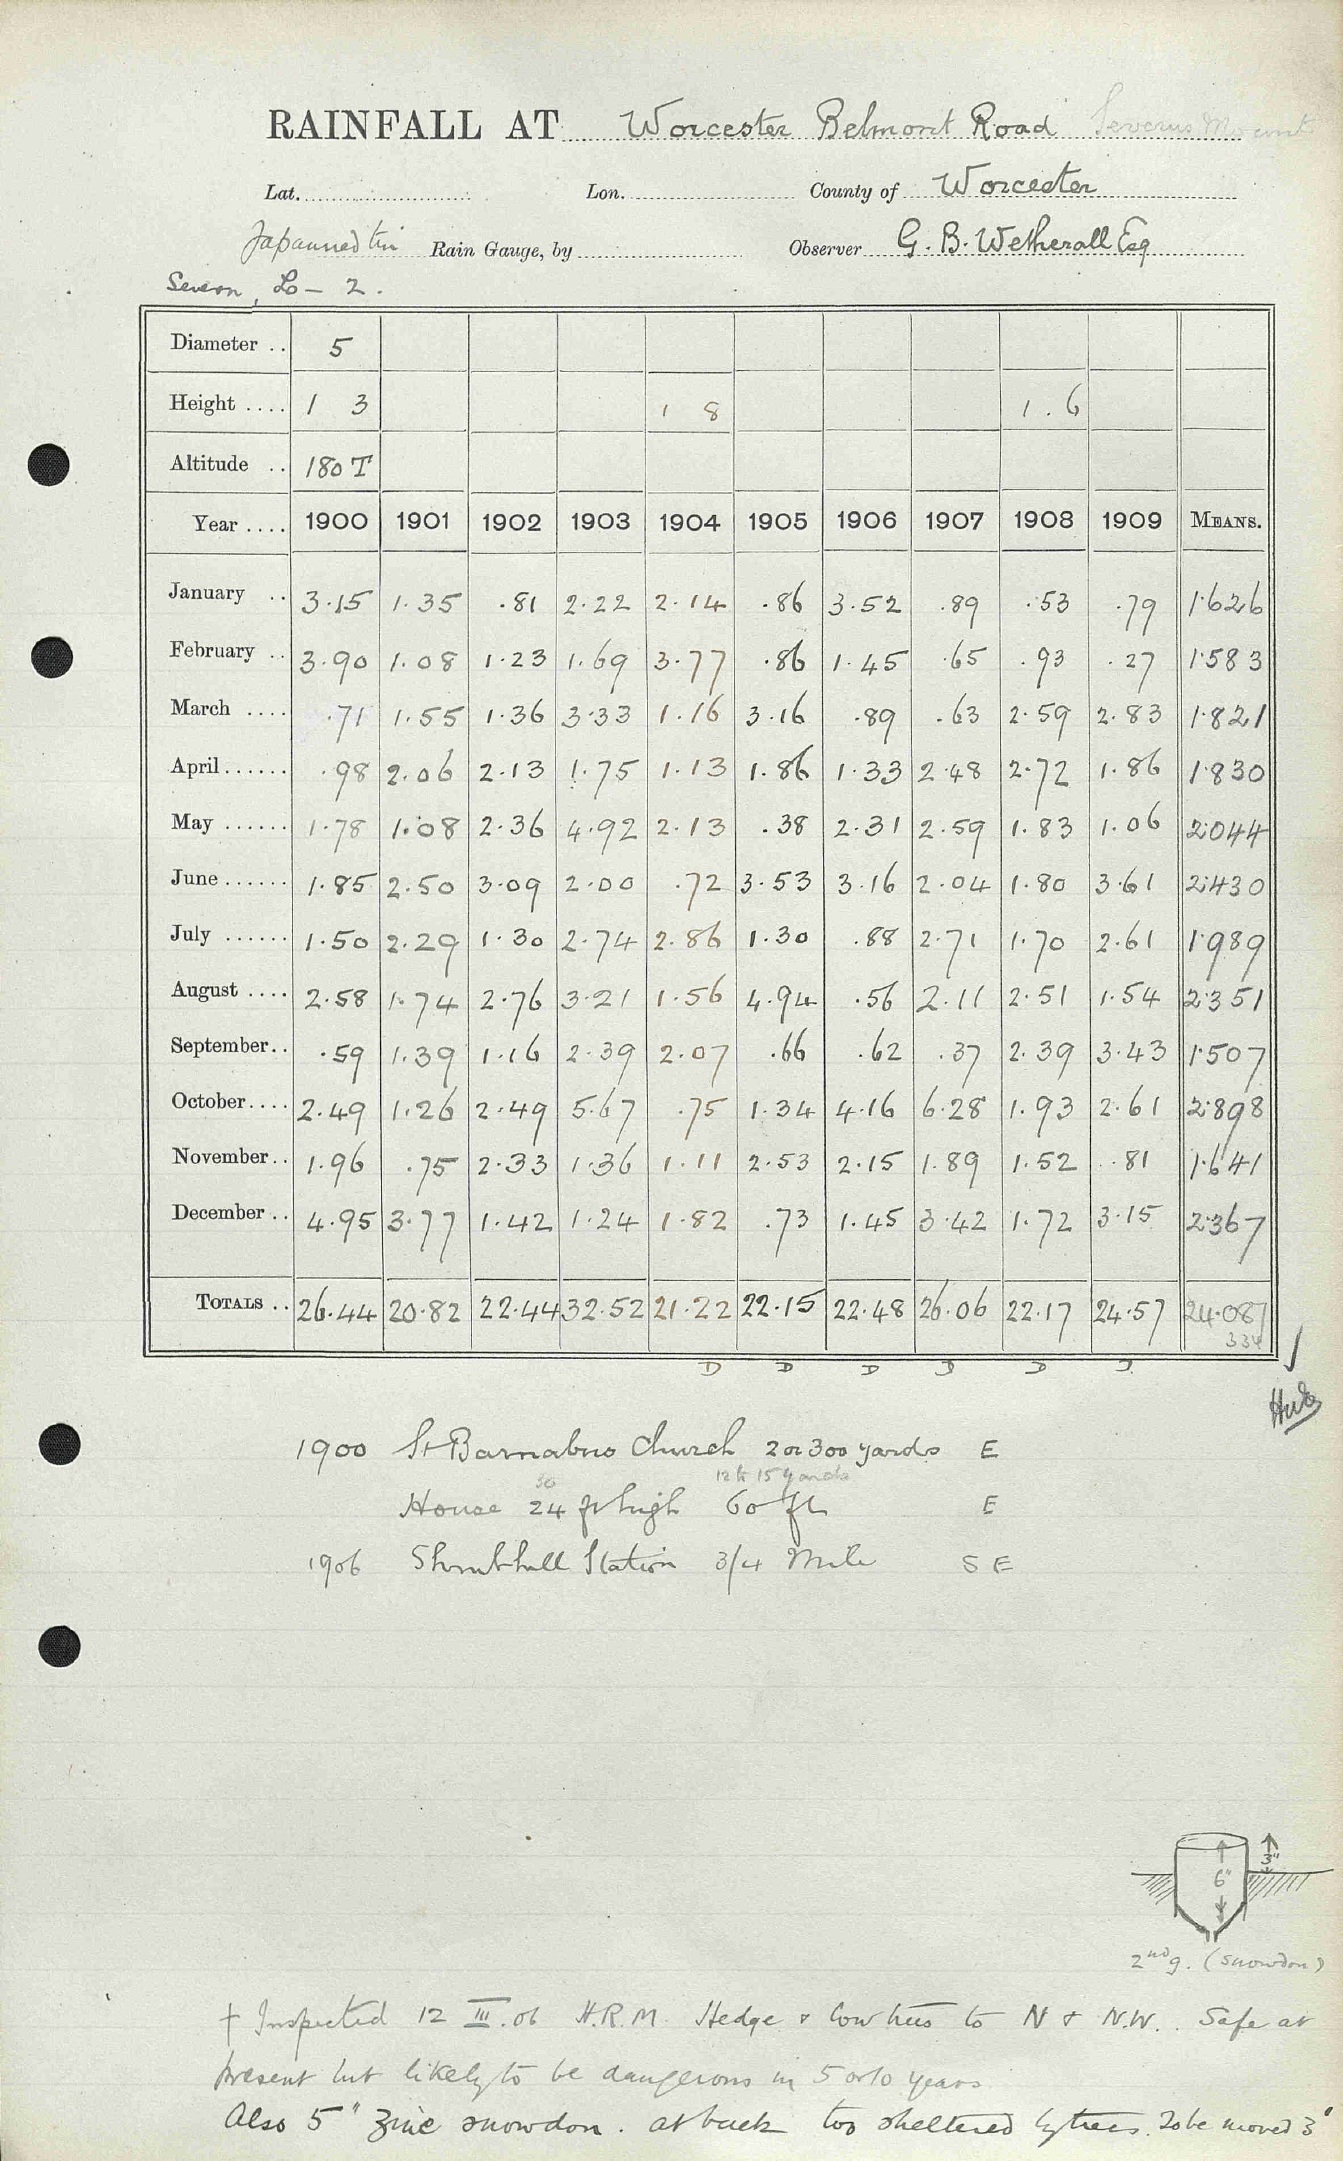 RAINFALL AT Worcester Belmont Road Severus Mount
Lat. Lon. County of Worcester
Japanned tin Rain Gauge, by Observer G. B. Wetherall Esq
Severn, Lo - 2.
Diameter .. 5
Height .... 1 3 1 8 1.6
Altitude .. 180 T
Year .... 1900 1901 1902 1903 1904 1905 1906 1907 1908 1909 MEANS.
January .. 3.15 1.35 .81 2.22 2.14 .86 3.52 .89 .53 .79 1.626
February .. 3.90 1.08 1.23 1.69 3.77 .86 1.45 .65 .93 .27 1.583
March .... .71 1.55 1.36 3.33 1.16 3.16 .89 .63 2.59 2.83 1.821
April...... .98 2.06 2.13 1.75 1.13 1.86 1.33 2.48 2.72 1.86 1.830
May ...... 1.78 1.08 2.36 4.92 2.13 .38 2.31 2.59 1.83 1.06 2.044
June...... 1.85 2.50 3.09 2.00 .72 3.53 3.16 2.04 1.80 3.61 2.430
July ...... 1.50 2.29 1.30 2.74 2.86 1.30 .88 2.71 1.70 2.61 1.989
August .... 2.58 1.74 2.76 3.21 1.56 4.94 .56 2.11 2.51 1.54 2.351
September.. .59 1.39 1.16 2.39 2.07 .66 .62 .37 2.39 3.43 1.507
October.... 2.49 1.26 2.49 5.67 .75 1.34 4.16 6.28 1.93 2.61 2.898
November.. 1.96 .75 2.33 1.36 1.11 2.53 2.15 1.89 1.52 .81 1.641
December .. 4.95 3.77 1.42 1.24 1.82 .73 1.45 3.42 1.72 3.15 2.367
TOTALS .. 26.44 20.82 22.44 32.52 21.22 22.15 22.48 26.06 22.17 24.57 24.087
334
D D D D D D
1900 St Barnabas Church 2 or 300 yards E
30 12 to 15 yards
House 24 ft high 60 ft E
1906 Shrubhill Station 3/4 Mile S E
3"
6"
2nd g. (Snowdon)
† Inspected 12 III.06 H.R.M. Hedge & low trees to N & N.W. Safe at
present but likely to be dangerous in 5 or 10 years
Also 5" zinc snowdon. at back too sheltered by trees. To be moved 3'